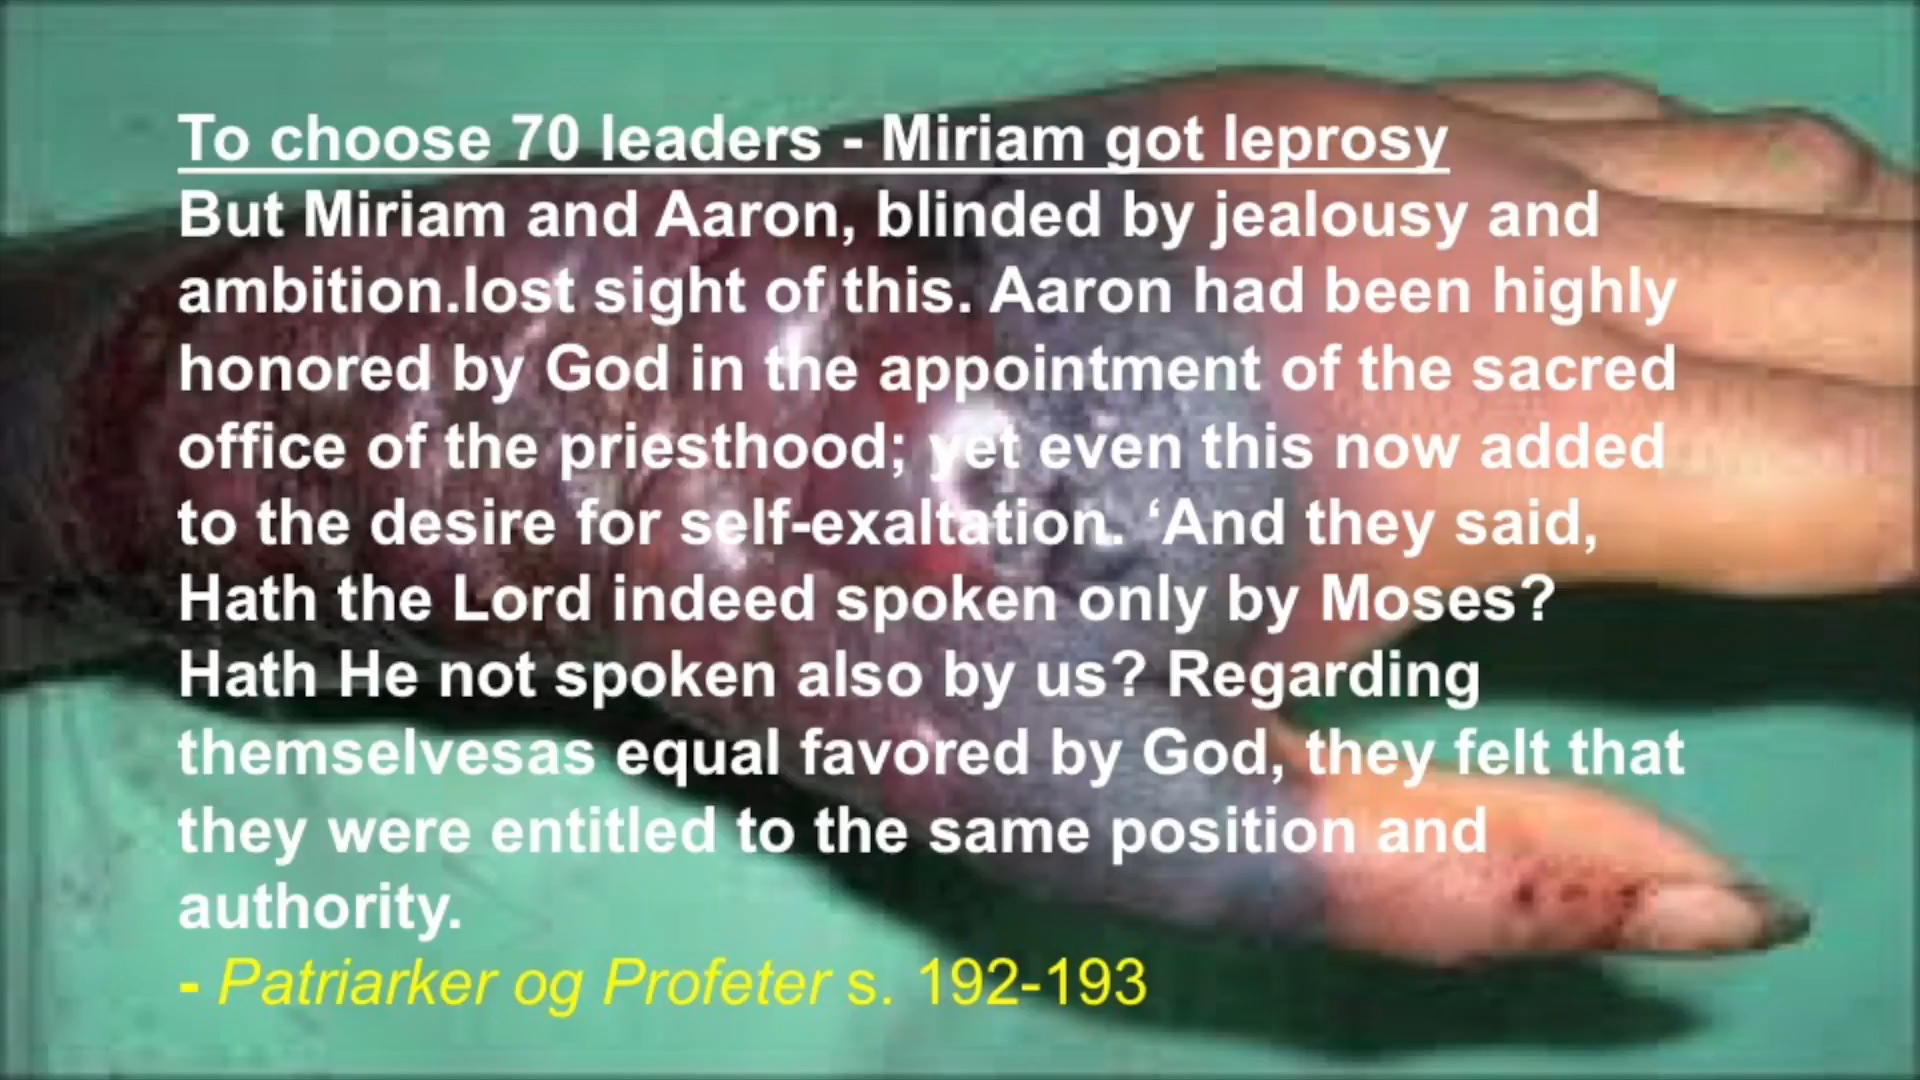 To choose 70 leaders - Miriam got leprosy
But Miriam and Aaron, blinded by jealousy and
ambition.lost sight of this. Aaron had been highly
honored by God in the appointment of the sacred
office of the priesthood; yet even this now added
to the desire for self-exaltation. ‘And they said,
Hath the Lord indeed spoken only by Moses?
Hath He not spoken also by us? Regarding
themselvesas equal favored by God, they felt that
they were entitled to the same position and
authority.
- Patriarker og Profeter s. 192-193